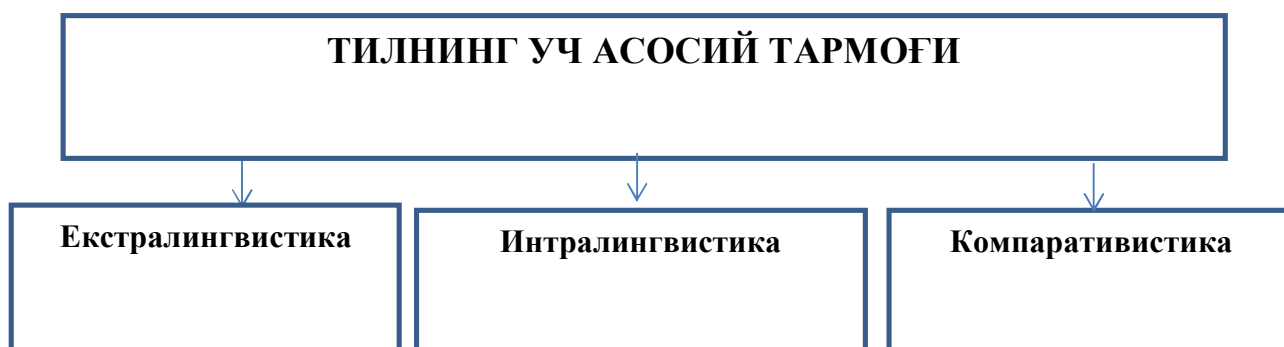 ТИЛНИНГ УЧ АСОСИЙ ТАРМОҒИ
Екстралингвистика
Интралингвистика
Компаративистика